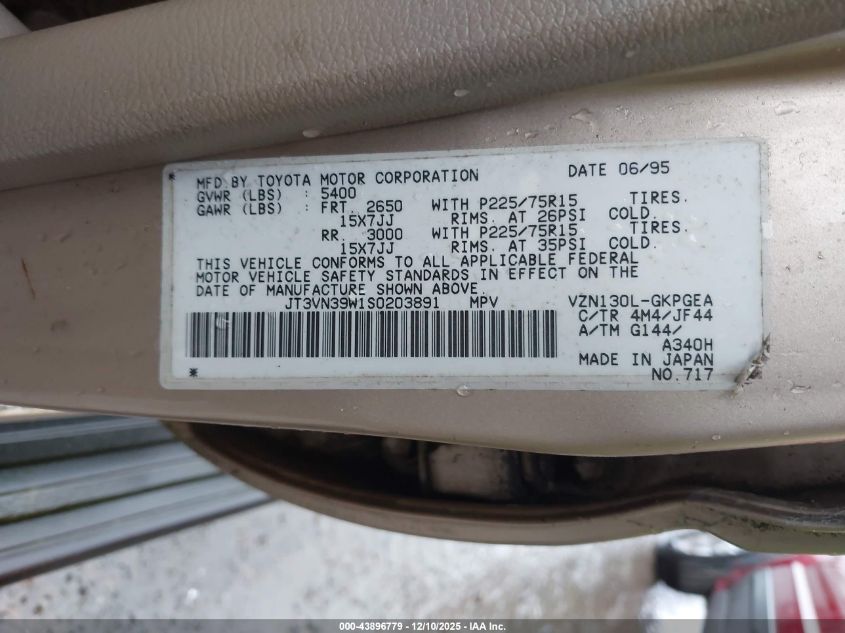 MFD BY TOYOTA MOTOR CORPORATION DATE 06/95
GVWR (LBS) : 5400
GAWR (LBS) : FRT. 2650 WITH P225/75R15 TIRES.
15X7JJ RIMS. AT 26PSI COLD.
RR. 3000 WITH P225/75R15 TIRES.
15X7JJ RIMS. AT 35PSI COLD.
THIS VEHICLE CONFORMS TO ALL APPLICABLE FEDERAL
MOTOR VEHICLE SAFETY STANDARDS IN EFFECT ON THE
DATE OF MANUFACTURE SHOWN ABOVE.
JT3VN39W1S0203891 MPV VZN130L-GKPGEA
C/TR 4M4/JF44
A/TM G144/
A340H
MADE IN JAPAN
NO.717
000-43896779 - 12/10/2025 - IAA Inc.